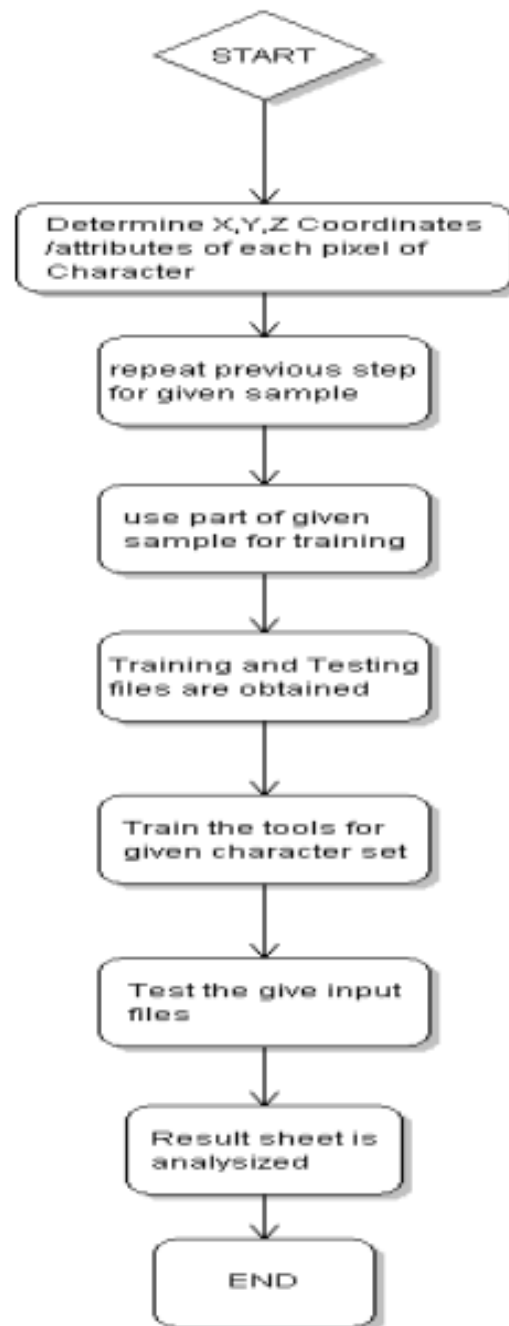 START
Determine X,Y,Z Coordinates
/attributes of each pixel of
Character
repeat previous step
for given sample
use part of given
sample for training
Training and Testing
files are obtained
Train the tools for
given character set
Test the give input
files
Result sheet is
analysized
END